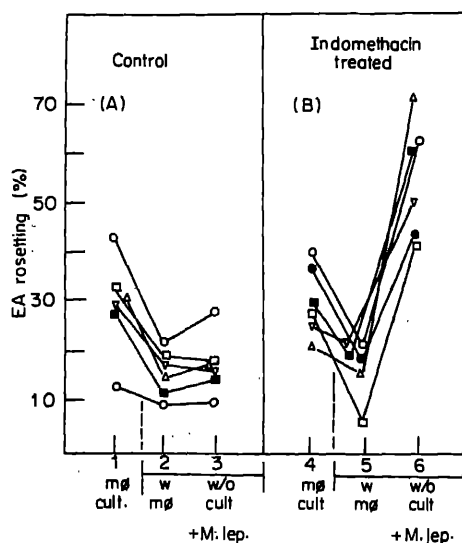 Control
Indomethacin
treated
(A)
(B)
EA rosetting (%)
70
50
30
10
1
2
3
4
5
6
mø
cult.
w
mø
w/o
cult
mø
cult
w
mø
w/o
cult
+M. lep.
+M. lep.